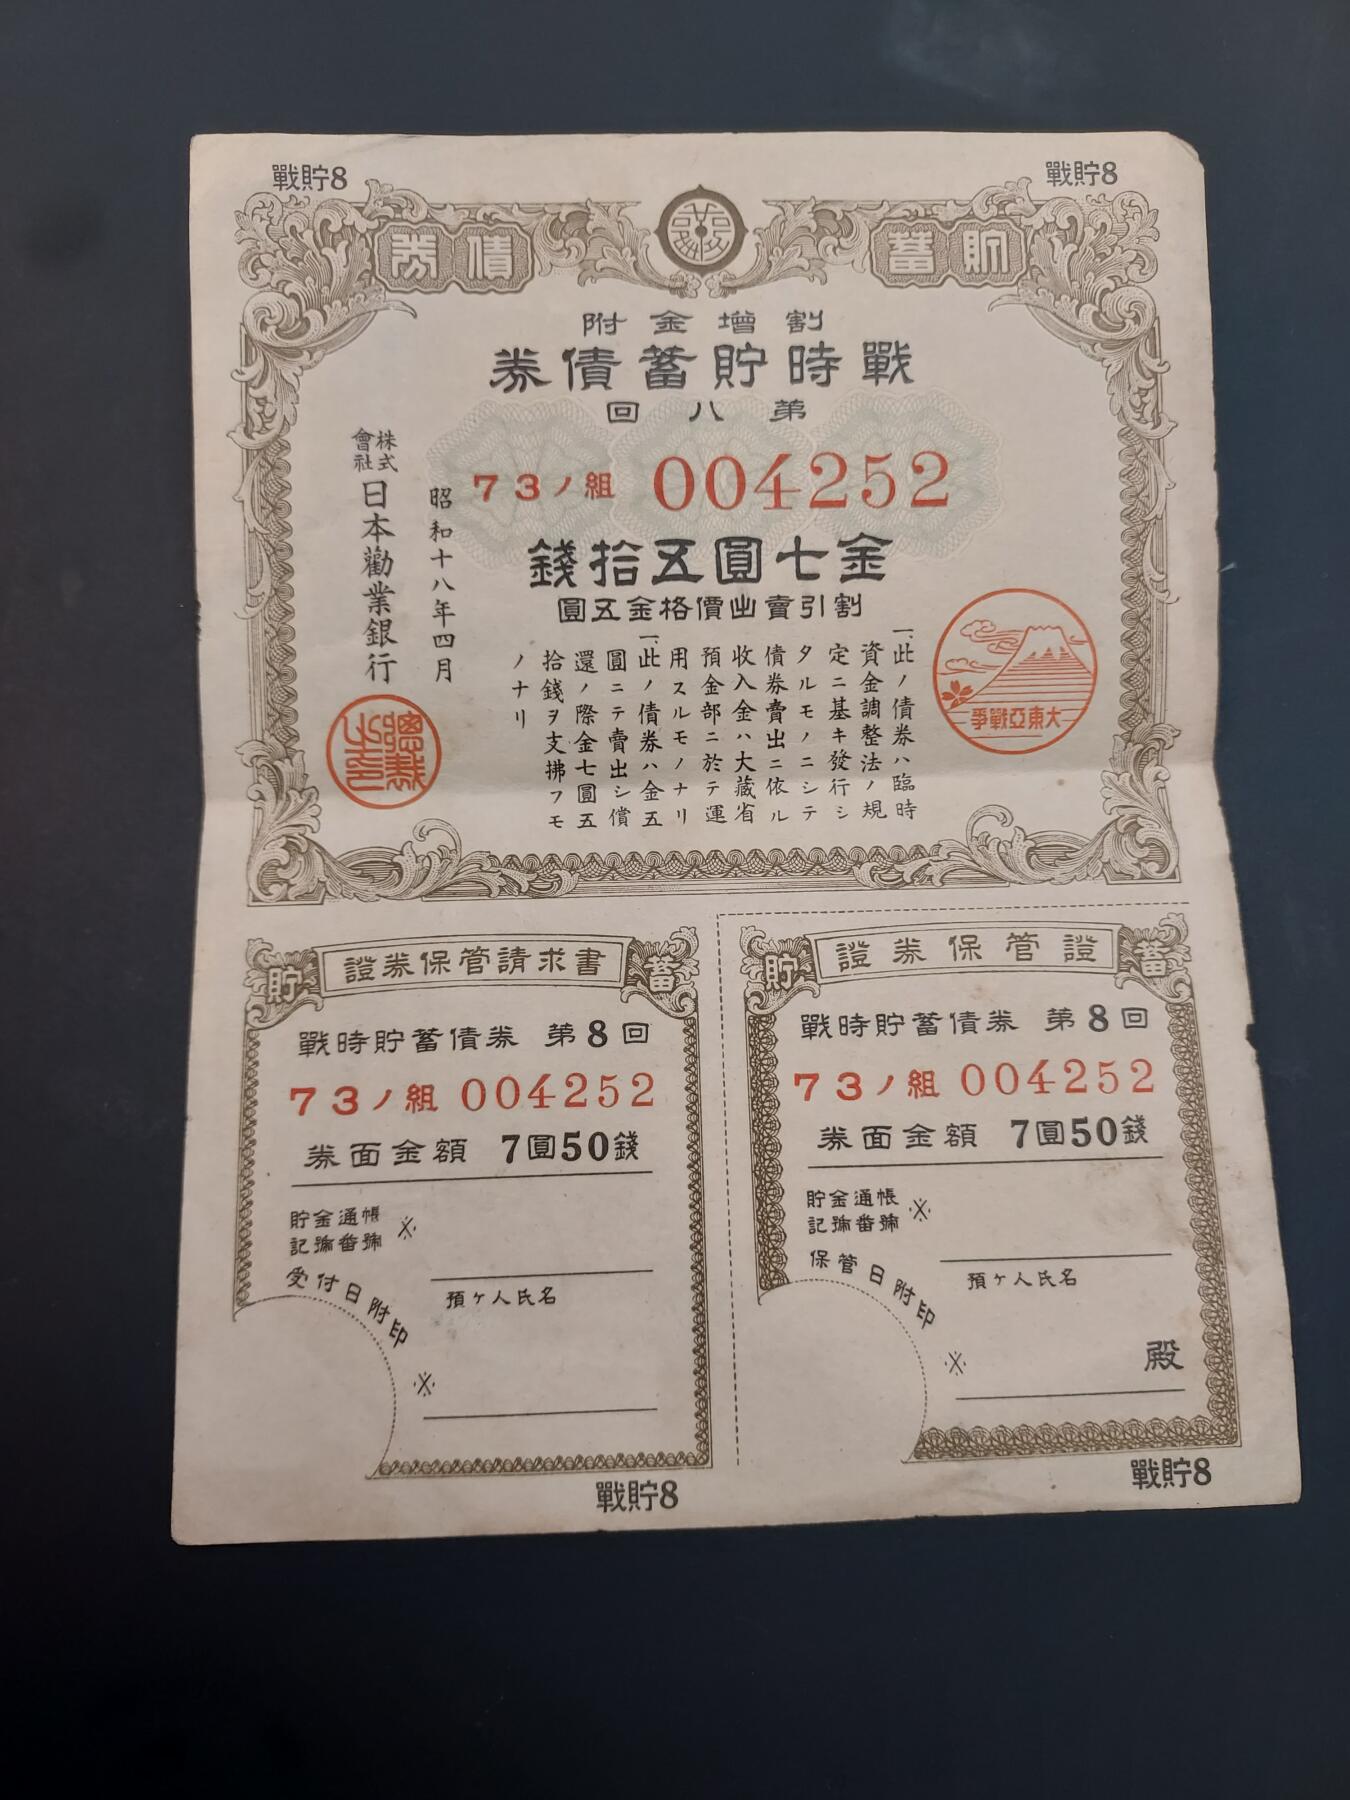 戰貯8
戰貯8
貯蓄
債券
割增金附
戰時貯蓄債券
第八回
73ノ組 004252
金七圓五拾錢
割引賣出價格金五圓
一、此ノ債券ハ臨時
資金調整法ノ規
定ニ基キ發行シ
タルモノニシテ
債券賣出ニ依ル
收入金ハ大藏省
預金部ニ於テ運
用スルモノナリ
一、此ノ債券ハ金五
圓ニテ賣出シ償
還ノ際金七圓五
拾錢ヲ支拂フモ
ノナリ
大東亞戰爭
昭和十八年四月
株式會社日本勸業銀行
總裁之印
貯 證券保管請求書 蓄
戰時貯蓄債券 第8回
73ノ組 004252
券面金額 7圓50錢
貯金通帳
記號番號 ※
受付日附印
預ケ人氏名
※
戰貯8
貯 證券保管證 蓄
戰時貯蓄債券 第8回
73ノ組 004252
券面金額 7圓50錢
貯金通帳
記號番號 ※
保管日附印
預ケ人氏名
※
殿
戰貯8